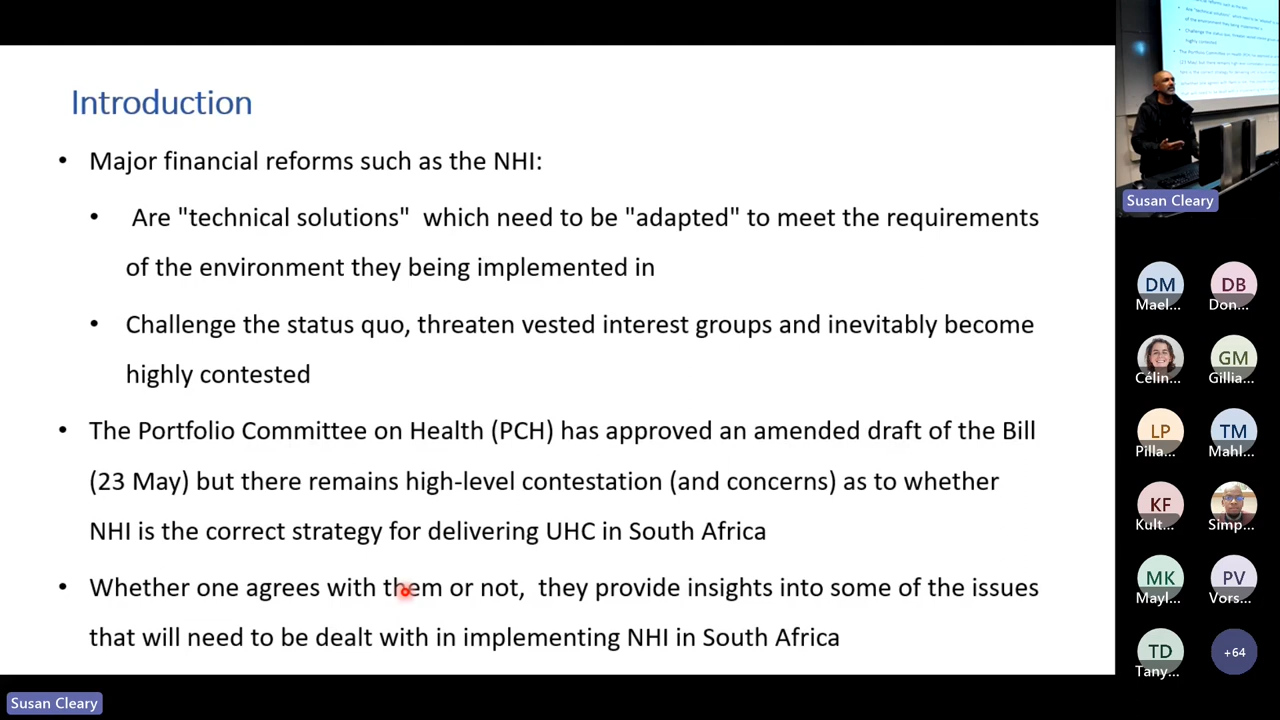 Introduction
• Major financial reforms such as the NHI:
• Are "technical solutions" which need to be "adapted" to meet the requirements
of the environment they being implemented in
• Challenge the status quo, threaten vested interest groups and inevitably become
highly contested
• The Portfolio Committee on Health (PCH) has approved an amended draft of the Bill
(23 May) but there remains high-level contestation (and concerns) as to whether
NHI is the correct strategy for delivering UHC in South Africa
• Whether one agrees with them or not, they provide insights into some of the issues
that will need to be dealt with in implementing NHI in South Africa
Susan Cleary
Susan Cleary
DM
DB
Mael...
Don...
GM
Célin...
Gillia...
LP
TM
Pilla...
Mahl...
KF
Kult...
Simp...
MK
PV
Mayl...
Vors...
TD
+64
Tany...